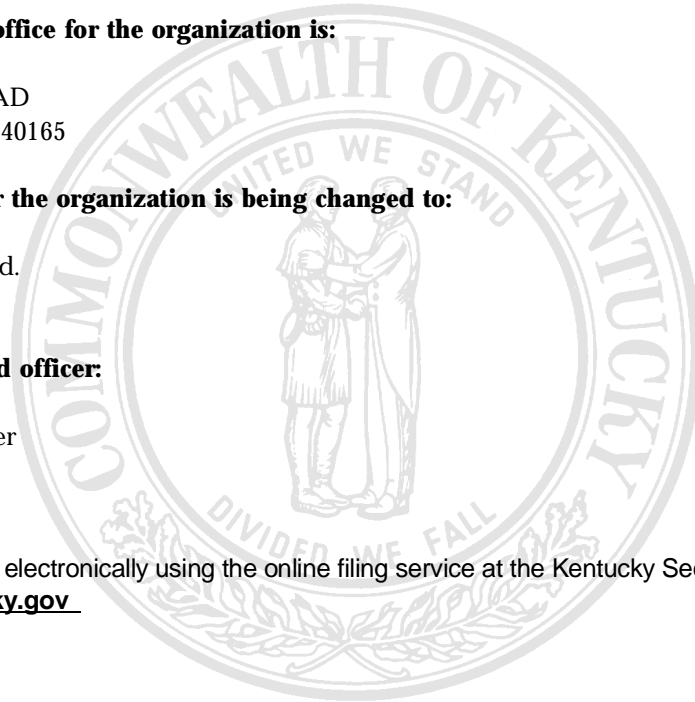 office for the organization is:
AD
40165
the organization is being changed to:
d.
d officer:
er
electronically using the online filing service at the Kentucky Sec
ky.gov
COMMONWEALTH OF KENTUCKY
UNITED WE STAND
DIVIDED WE FALL